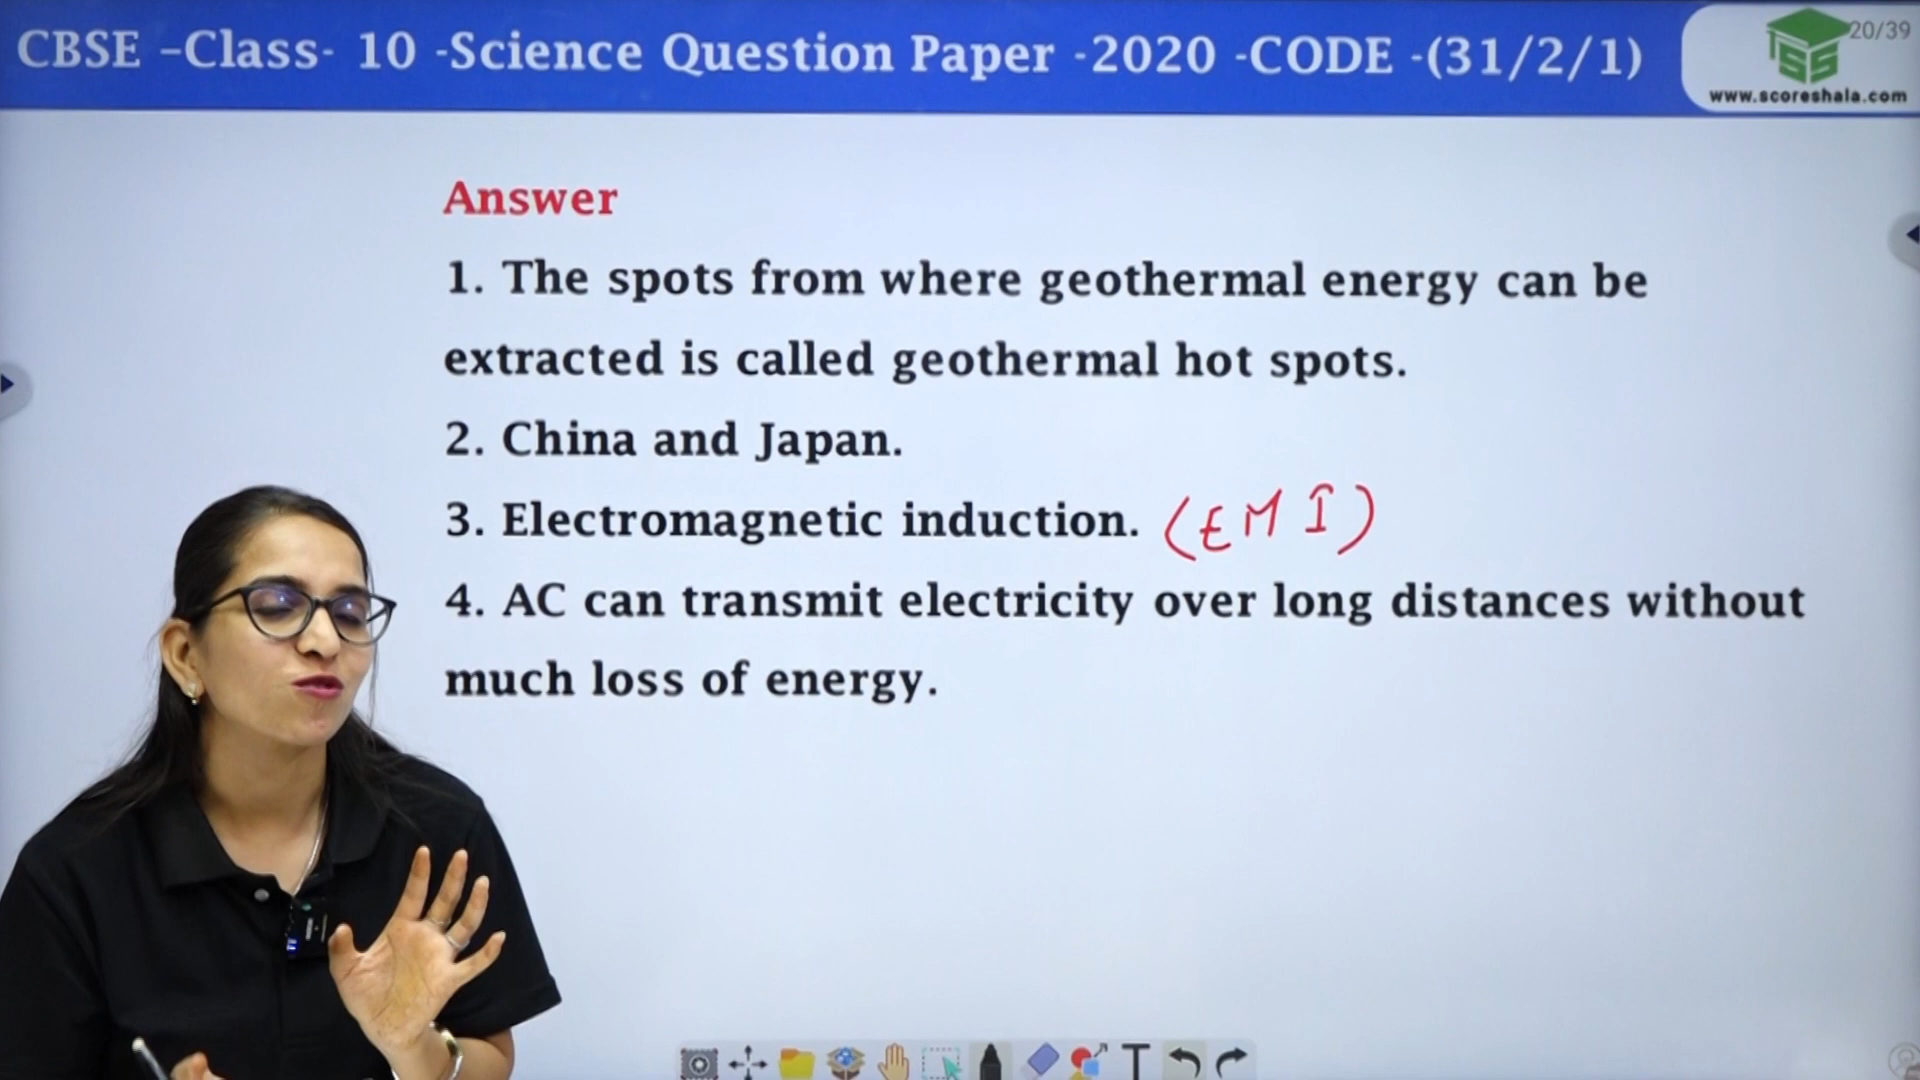 CBSE –Class- 10 -Science Question Paper -2020 -CODE -(31/2/1)
20/39
www.scoreshala.com
Answer
1. The spots from where geothermal energy can be
extracted is called geothermal hot spots.
2. China and Japan.
3. Electromagnetic induction. (EMI)
4. AC can transmit electricity over long distances without
much loss of energy.